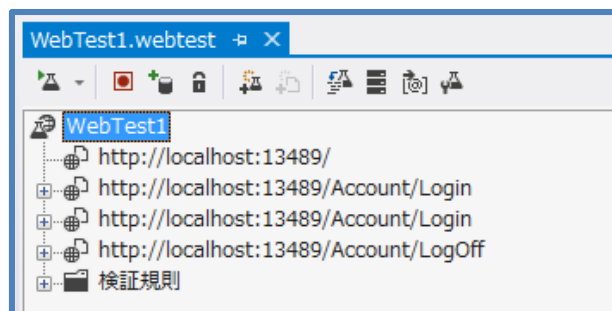 WebTest1.webtest
WebTest1
http://localhost:13489/
http://localhost:13489/Account/Login
http://localhost:13489/Account/Login
http://localhost:13489/Account/LogOff
検証規則